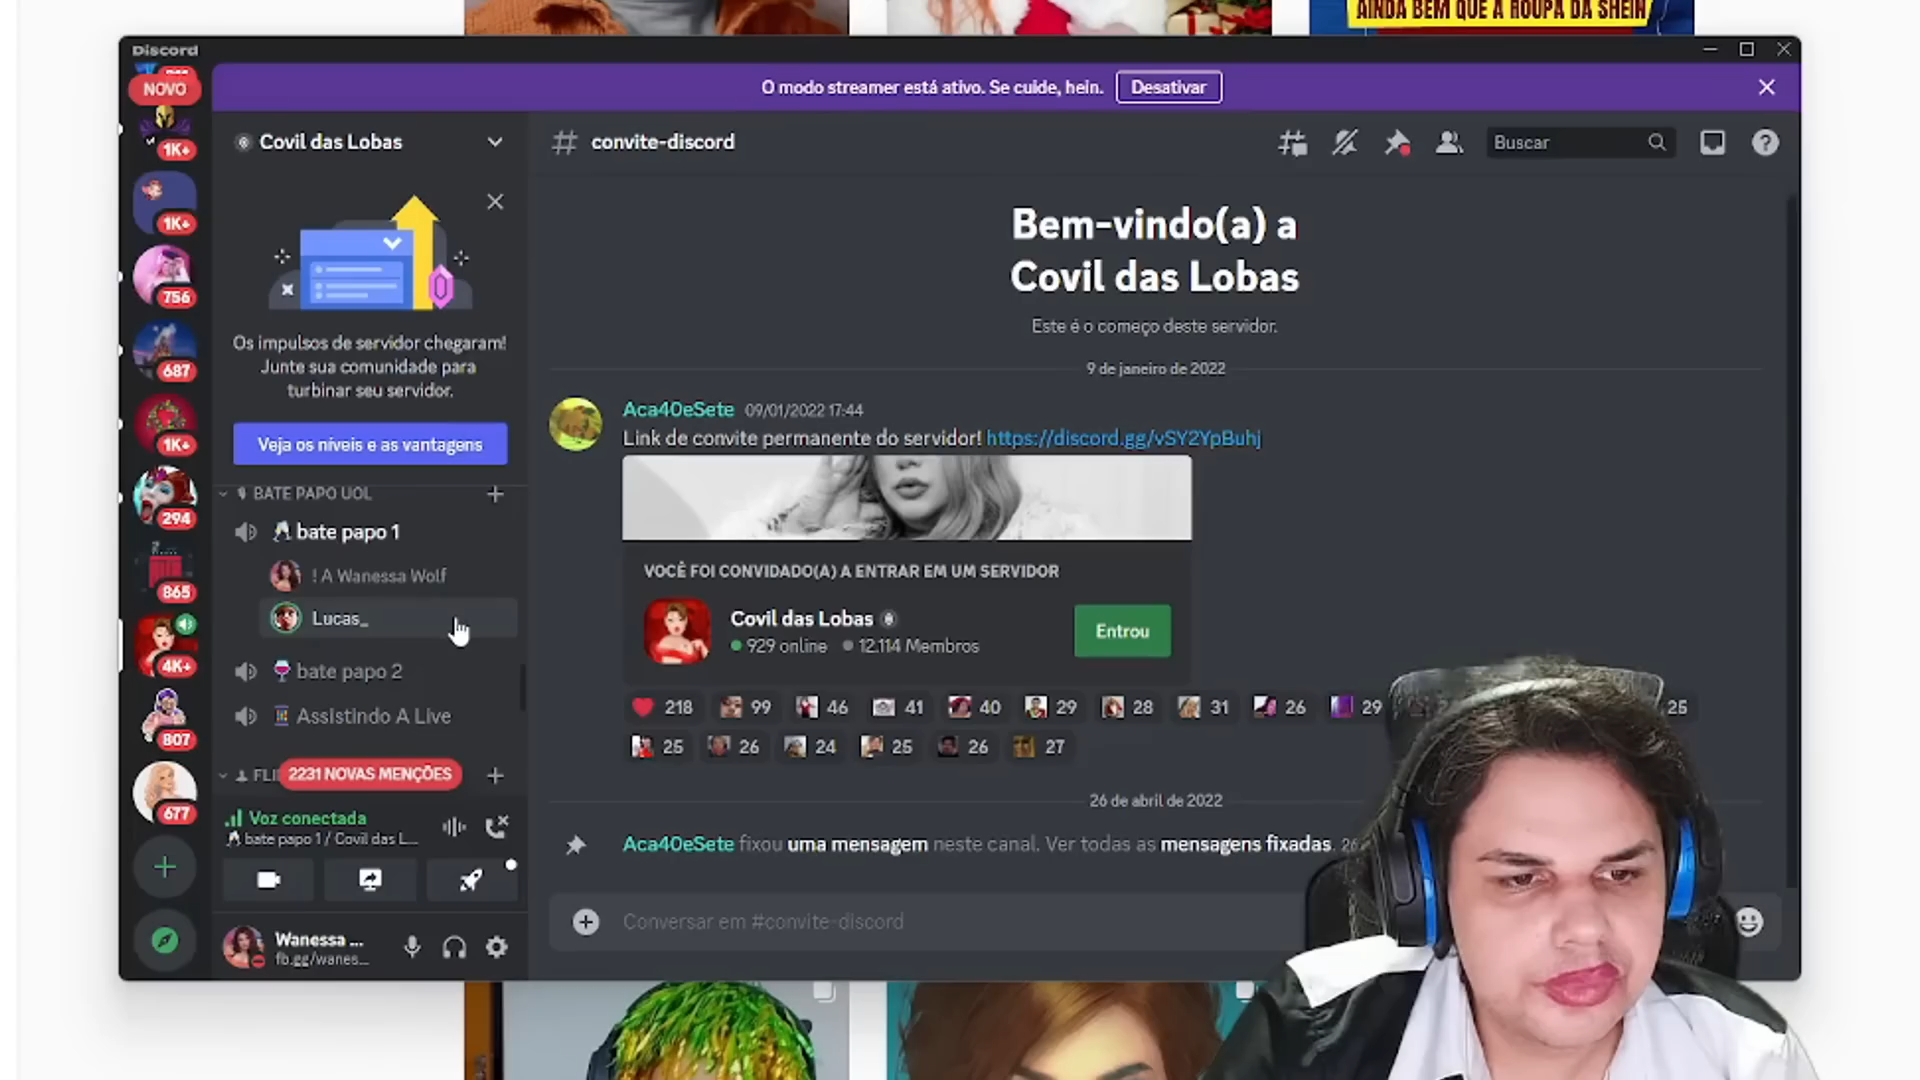 AINDA BEM QUE A ROUPA DA SHEIN
Discord
NOVO
O modo streamer está ativo. Se cuide, hein.
Desativar
1K+
1K+
756
687
1K+
294
865
4K+
807
677
Covil das Lobas
Os impulsos de servidor chegaram!
Junte sua comunidade para
turbinar seu servidor.
Veja os níveis e as vantagens
BATE PAPO UOL
bate papo 1
! A Wanessa Wolf
Lucas_
bate papo 2
Assistindo A Live
FLI
2231 NOVAS MENÇÕES
Voz conectada
bate papo 1 / Covil das L...
Wanessa ...
fb.gg/wanes...
convite-discord
Buscar
Bem-vindo(a) a
Covil das Lobas
Este é o começo deste servidor.
9 de janeiro de 2022
Aca40eSete 09/01/2022 17:44
Link de convite permanente do servidor! https://discord.gg/vSY2YpBuhj
VOCÊ FOI CONVIDADO(A) A ENTRAR EM UM SERVIDOR
Covil das Lobas
929 online 12.114 Membros
Entrou
218 99 46 41 40 29 28 31 26 29 25
25 26 24 25 26 27
26 de abril de 2022
Aca40eSete fixou uma mensagem neste canal. Ver todas as mensagens fixadas.
Conversar em #convite-discord